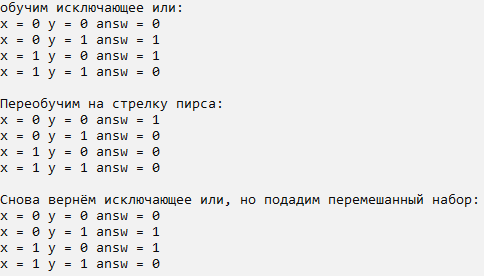 обучим исключающее или:
x = 0 y = 0 answ = 0
x = 0 y = 1 answ = 1
x = 1 y = 0 answ = 1
x = 1 y = 1 answ = 0
Переобучим на стрелку пирса:
x = 0 y = 0 answ = 1
x = 0 y = 1 answ = 0
x = 1 y = 0 answ = 0
x = 1 y = 1 answ = 0
Снова вернём исключающее или, но подадим перемешанный набор:
x = 0 y = 0 answ = 0
x = 0 y = 1 answ = 1
x = 1 y = 0 answ = 1
x = 1 y = 1 answ = 0